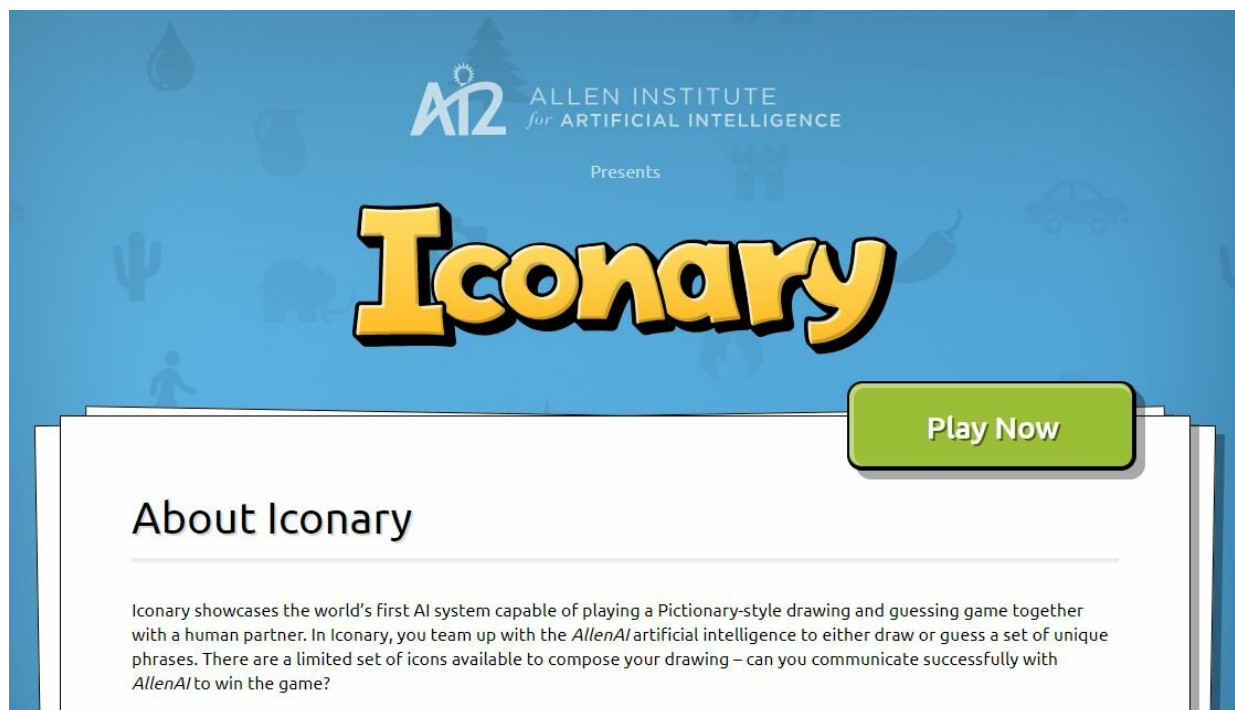 AI2
ALLEN INSTITUTE
for ARTIFICIAL INTELLIGENCE
Presents
Iconary
Play Now
About Iconary
Iconary showcases the world's first AI system capable of playing a Pictionary-style drawing and guessing game together
with a human partner. In Iconary, you team up with the AllenAI artificial intelligence to either draw or guess a set of unique
phrases. There are a limited set of icons available to compose your drawing – can you communicate successfully with
AllenAI to win the game?